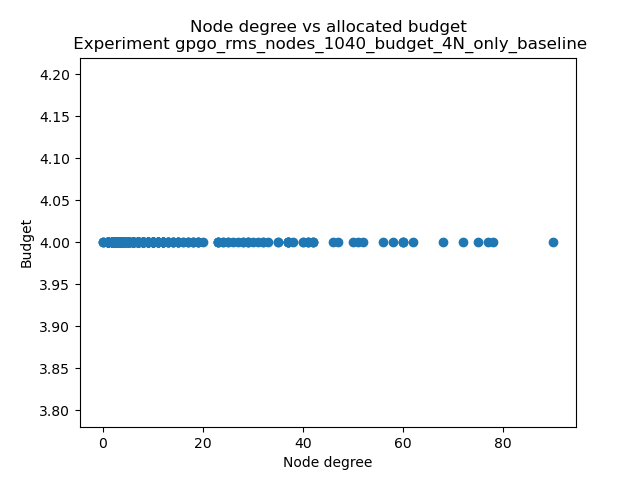 Node degree vs allocated budget
Experiment gpgo_rms_nodes_1040_budget_4N_only_baseline
4.20
4.15
4.10
4.05
4.00
3.95
3.90
3.85
3.80
Budget
0 20 40 60 80
Node degree